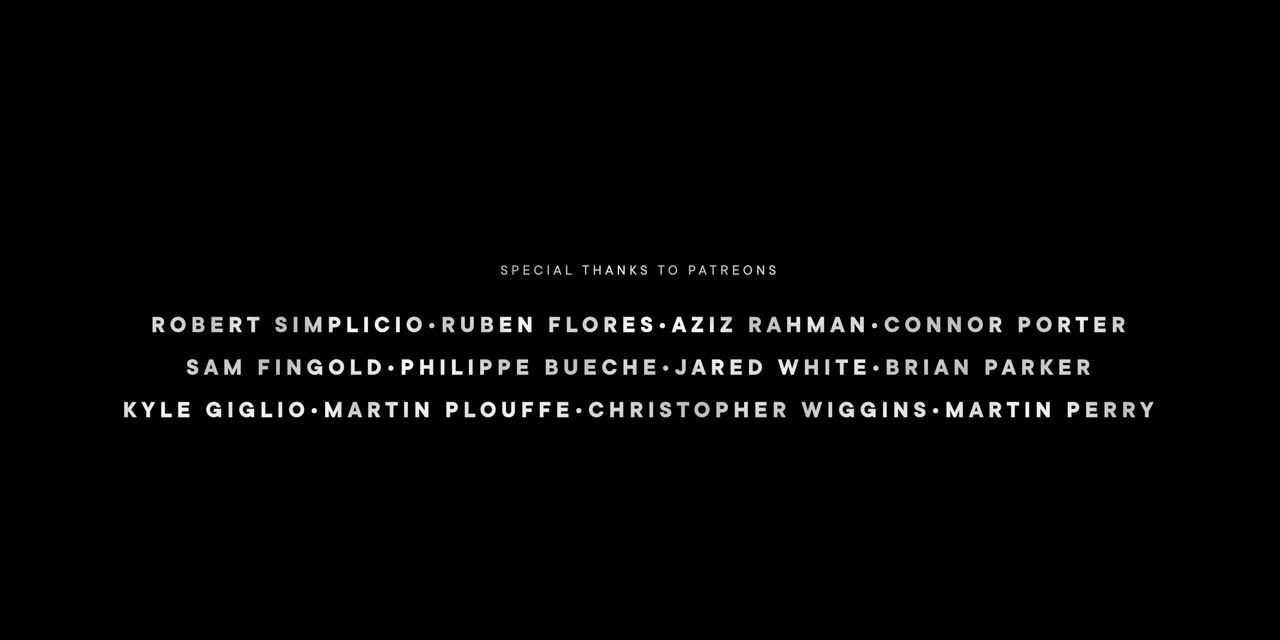 SPECIAL THANKS TO PATREONS
ROBERT SIMPLICIO•RUBEN FLORES•AZIZ RAHMAN•CONNOR PORTER
SAM FINGOLD•PHILIPPE BUECHE•JARED WHITE•BRIAN PARKER
KYLE GIGLIO•MARTIN PLOUFFE•CHRISTOPHER WIGGINS•MARTIN PERRY